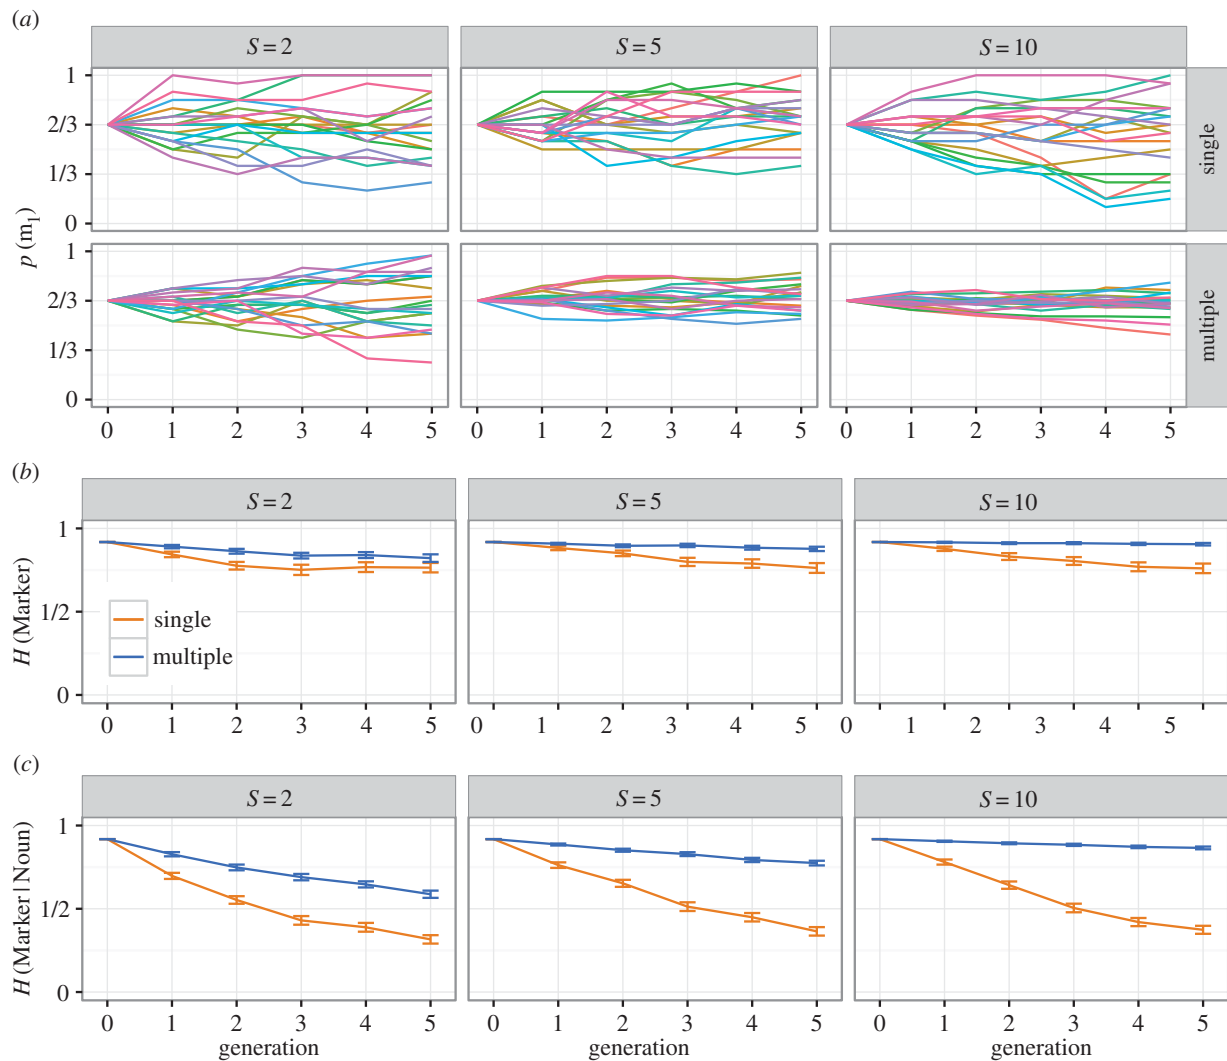 (a)
S = 2 S = 5 S = 10
1
2/3
1/3
0
single
p (m1)
1
2/3
1/3
0
multiple
0 1 2 3 4 5 0 1 2 3 4 5 0 1 2 3 4 5
(b)
S = 2 S = 5 S = 10
1
1/2
0
H (Marker)
single
multiple
0 1 2 3 4 5 0 1 2 3 4 5 0 1 2 3 4 5
(c)
S = 2 S = 5 S = 10
1
1/2
0
H (Marker | Noun)
0 1 2 3 4 5 0 1 2 3 4 5 0 1 2 3 4 5
generation generation generation